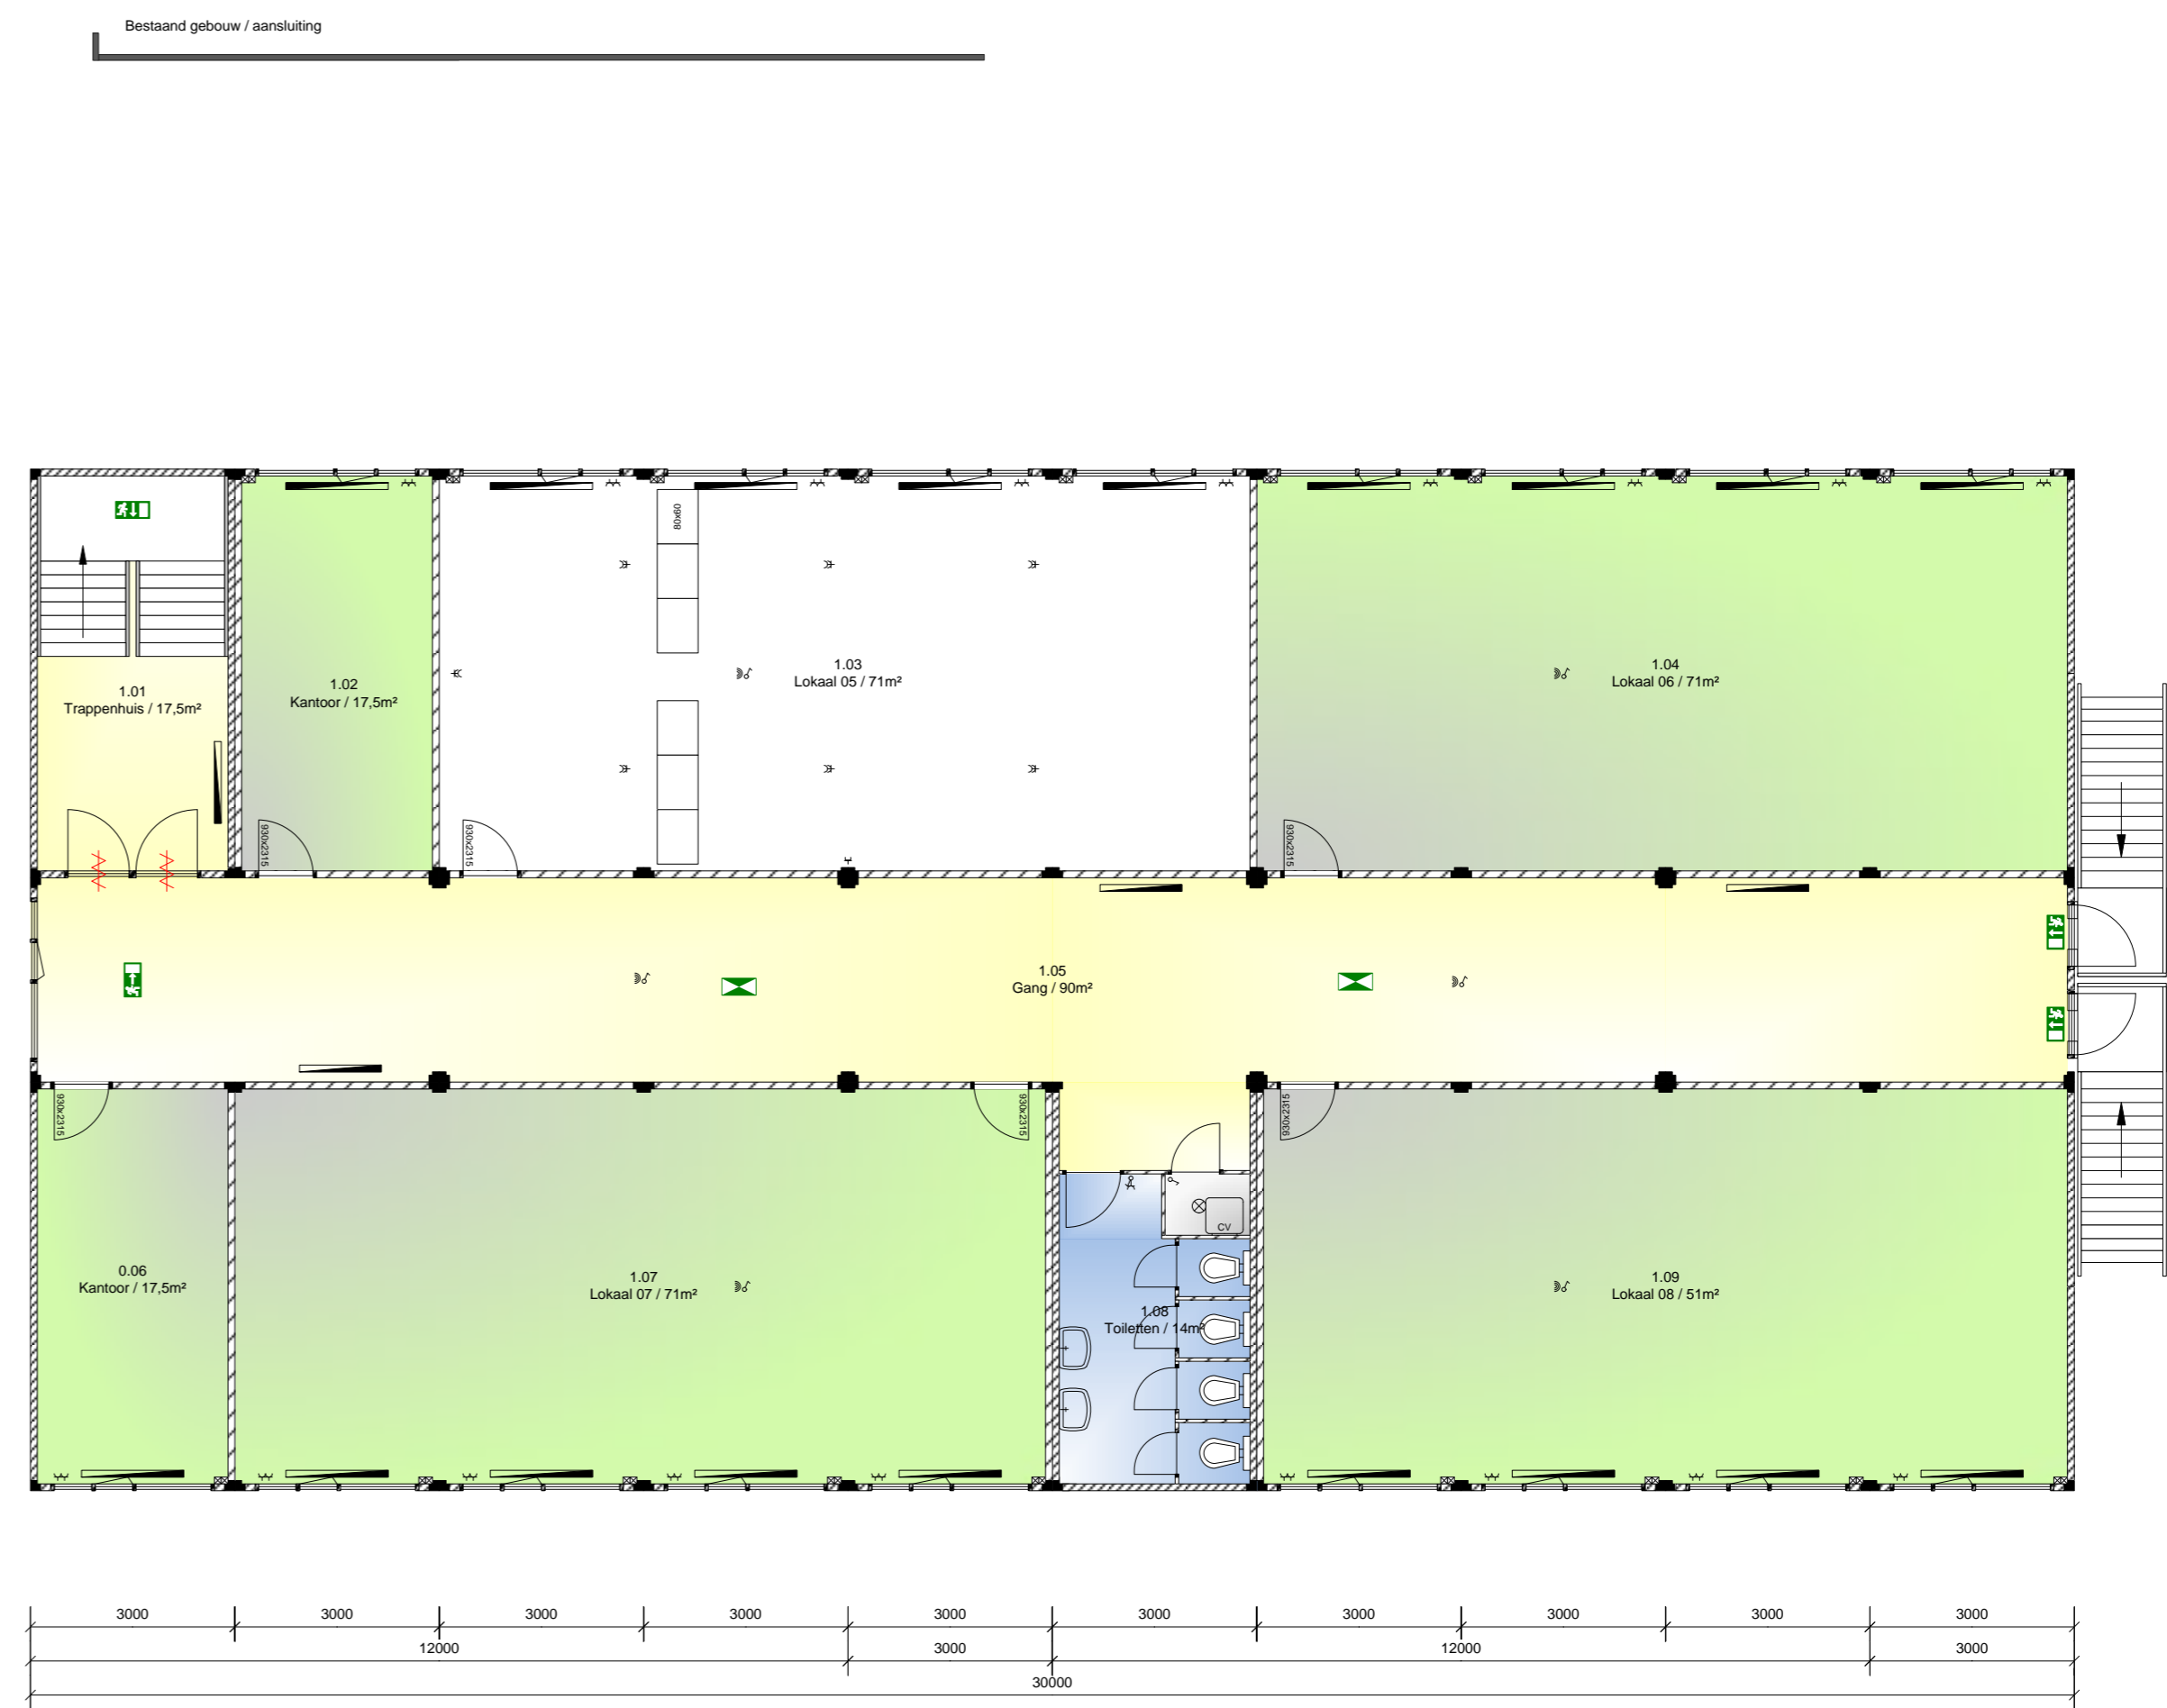 Bestaand gebouw / aansluiting
80x60
1.01
Trappenhuis / 17,5m²
1.02
Kantoor / 17,5m²
1.03
Lokaal 05 / 71m²
1.04
Lokaal 06 / 71m²
930x2315
930x2315
930x2315
1.05
Gang / 90m²
930x2315
930x2315
930x2315
CV
0.06
Kantoor / 17,5m²
1.07
Lokaal 07 / 71m²
1.08
Toiletten / 14m²
1.09
Lokaal 08 / 51m²
3000 3000 3000 3000 3000 3000 3000 3000 3000 3000
12000 3000 12000 3000
30000